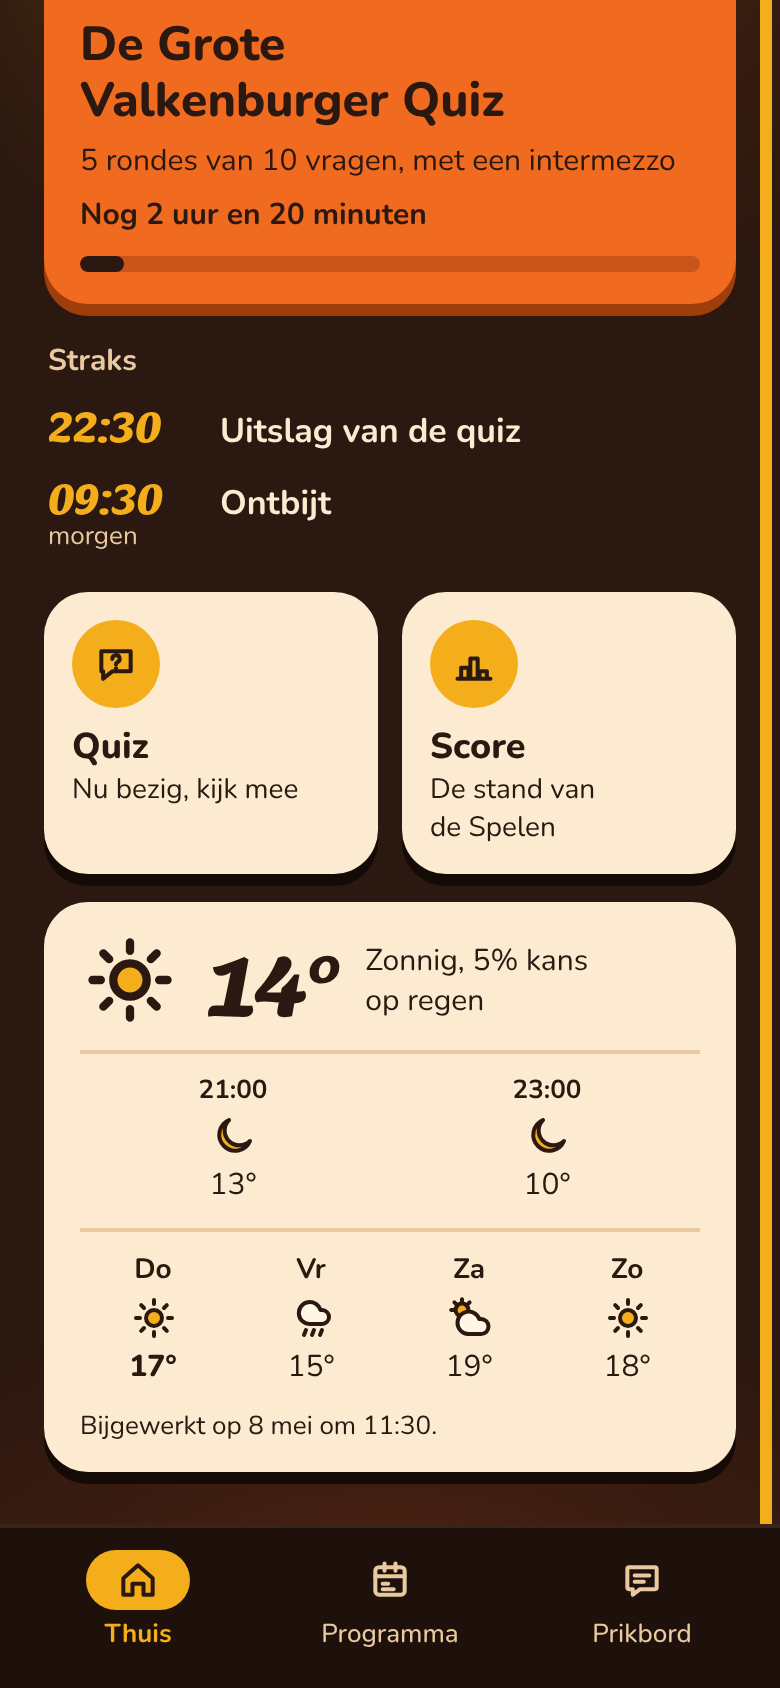 De Grote
Valkenburger Quiz
5 rondes van 10 vragen, met een intermezzo
Nog 2 uur en 20 minuten
Straks
22:30 Uitslag van de quiz
09:30 Ontbijt
morgen
Quiz
Nu bezig, kijk mee
Score
De stand van
de Spelen
14° Zonnig, 5% kans
op regen
21:00 23:00
13° 10°
Do Vr Za Zo
17° 15° 19° 18°
Bijgewerkt op 8 mei om 11:30.
Thuis Programma Prikbord